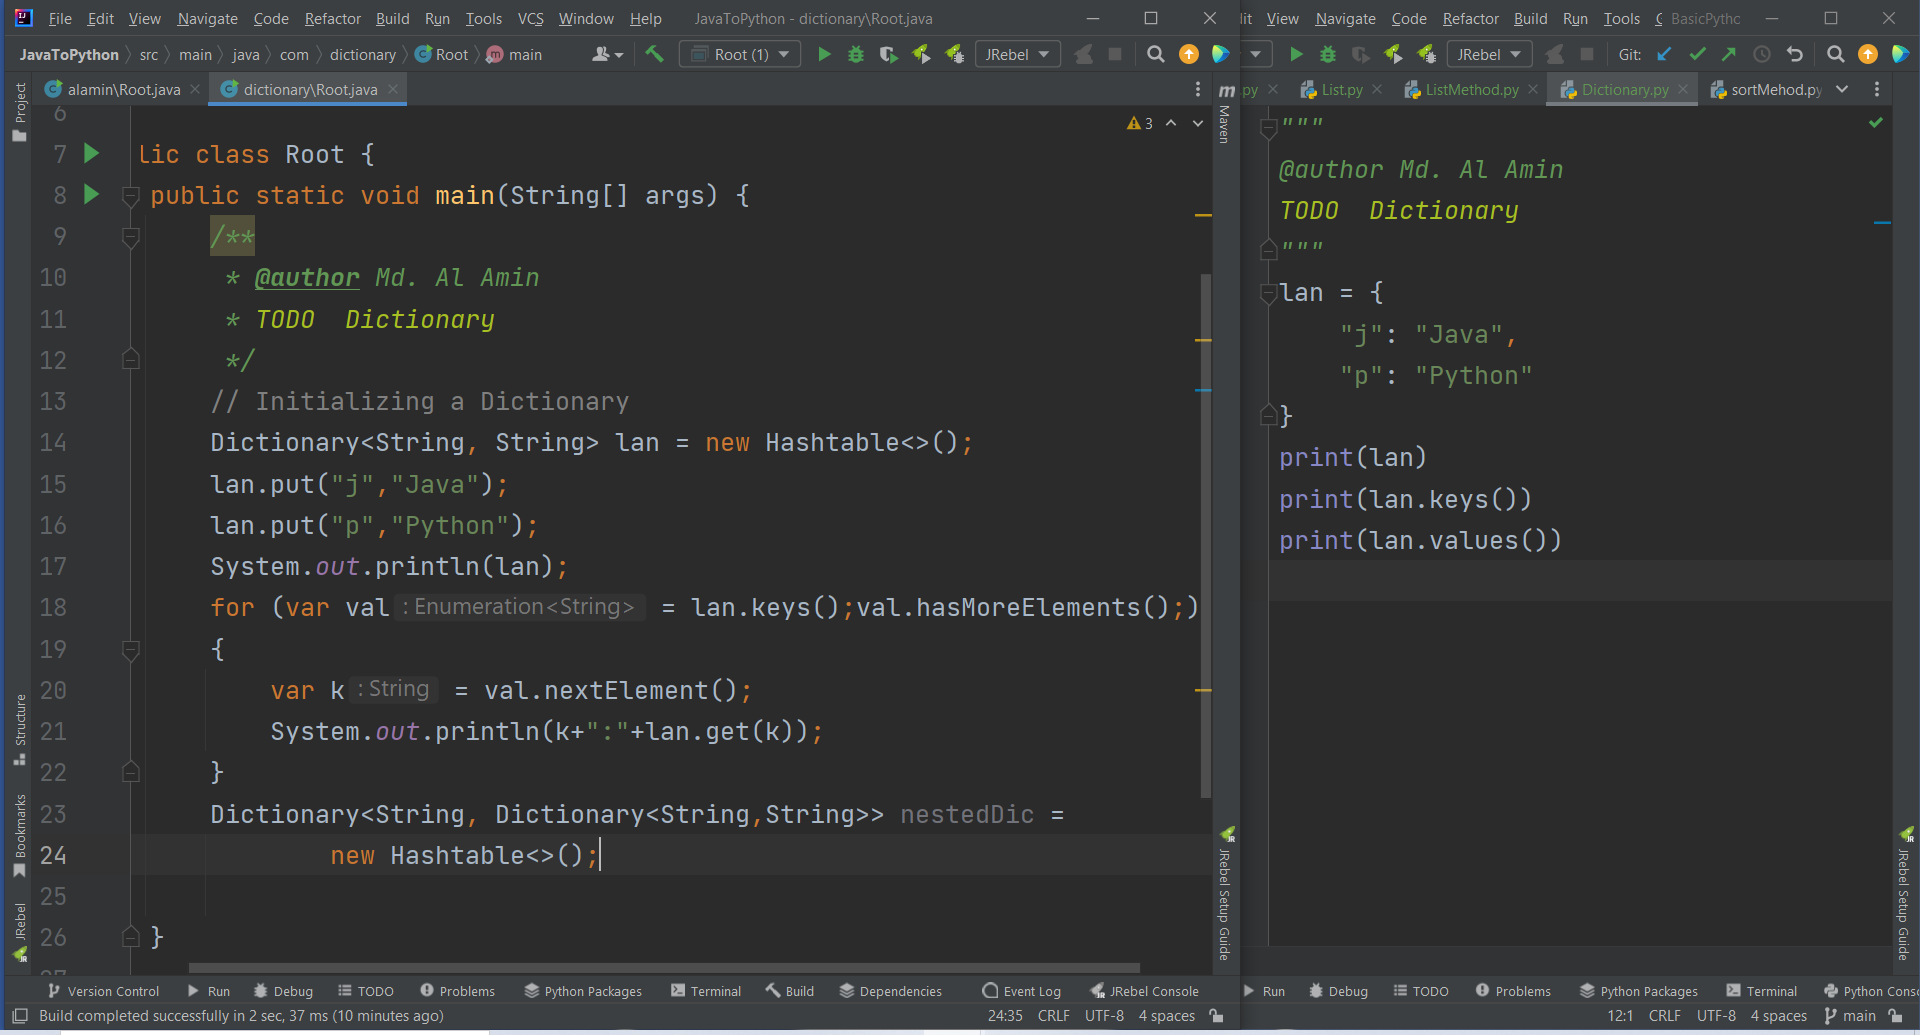 File Edit View Navigate Code Refactor Build Run Tools VCS Window Help JavaToPython - dictionary\Root.java
JavaToPython src main java com dictionary Root main Root (1) JRebel
alamin\Root.java dictionary\Root.java
Project
Structure
Bookmarks
JRebel
Maven
JRebel Setup Guide
3
6
7 lic class Root {
8 public static void main(String[] args) {
9 /**
10 * @author Md. Al Amin
11 * TODO Dictionary
12 */
13 // Initializing a Dictionary
14 Dictionary<String, String> lan = new Hashtable<>();
15 lan.put("j","Java");
16 lan.put("p","Python");
17 System.out.println(lan);
18 for (var val : Enumeration<String> = lan.keys();val.hasMoreElements();)
19 {
20 var k : String = val.nextElement();
21 System.out.println(k+":"+lan.get(k));
22 }
23 Dictionary<String, Dictionary<String,String>> nestedDic =
24 new Hashtable<>();
25
26 }
27
Version Control Run Debug TODO Problems Python Packages Terminal Build Dependencies Event Log JRebel Console
Build completed successfully in 2 sec, 37 ms (10 minutes ago) 24:35 CRLF UTF-8 4 spaces
dit View Navigate Code Refactor Build Run Tools BasicPytho
JRebel Git:
.py List.py ListMethod.py Dictionary.py sortMehod.py
"""
@author Md. Al Amin
TODO Dictionary
"""
lan = {
"j": "Java",
"p": "Python"
}
print(lan)
print(lan.keys())
print(lan.values())
JRebel Setup Guide
Run Debug TODO Problems Python Packages Terminal Python Conso
12:1 CRLF UTF-8 4 spaces main